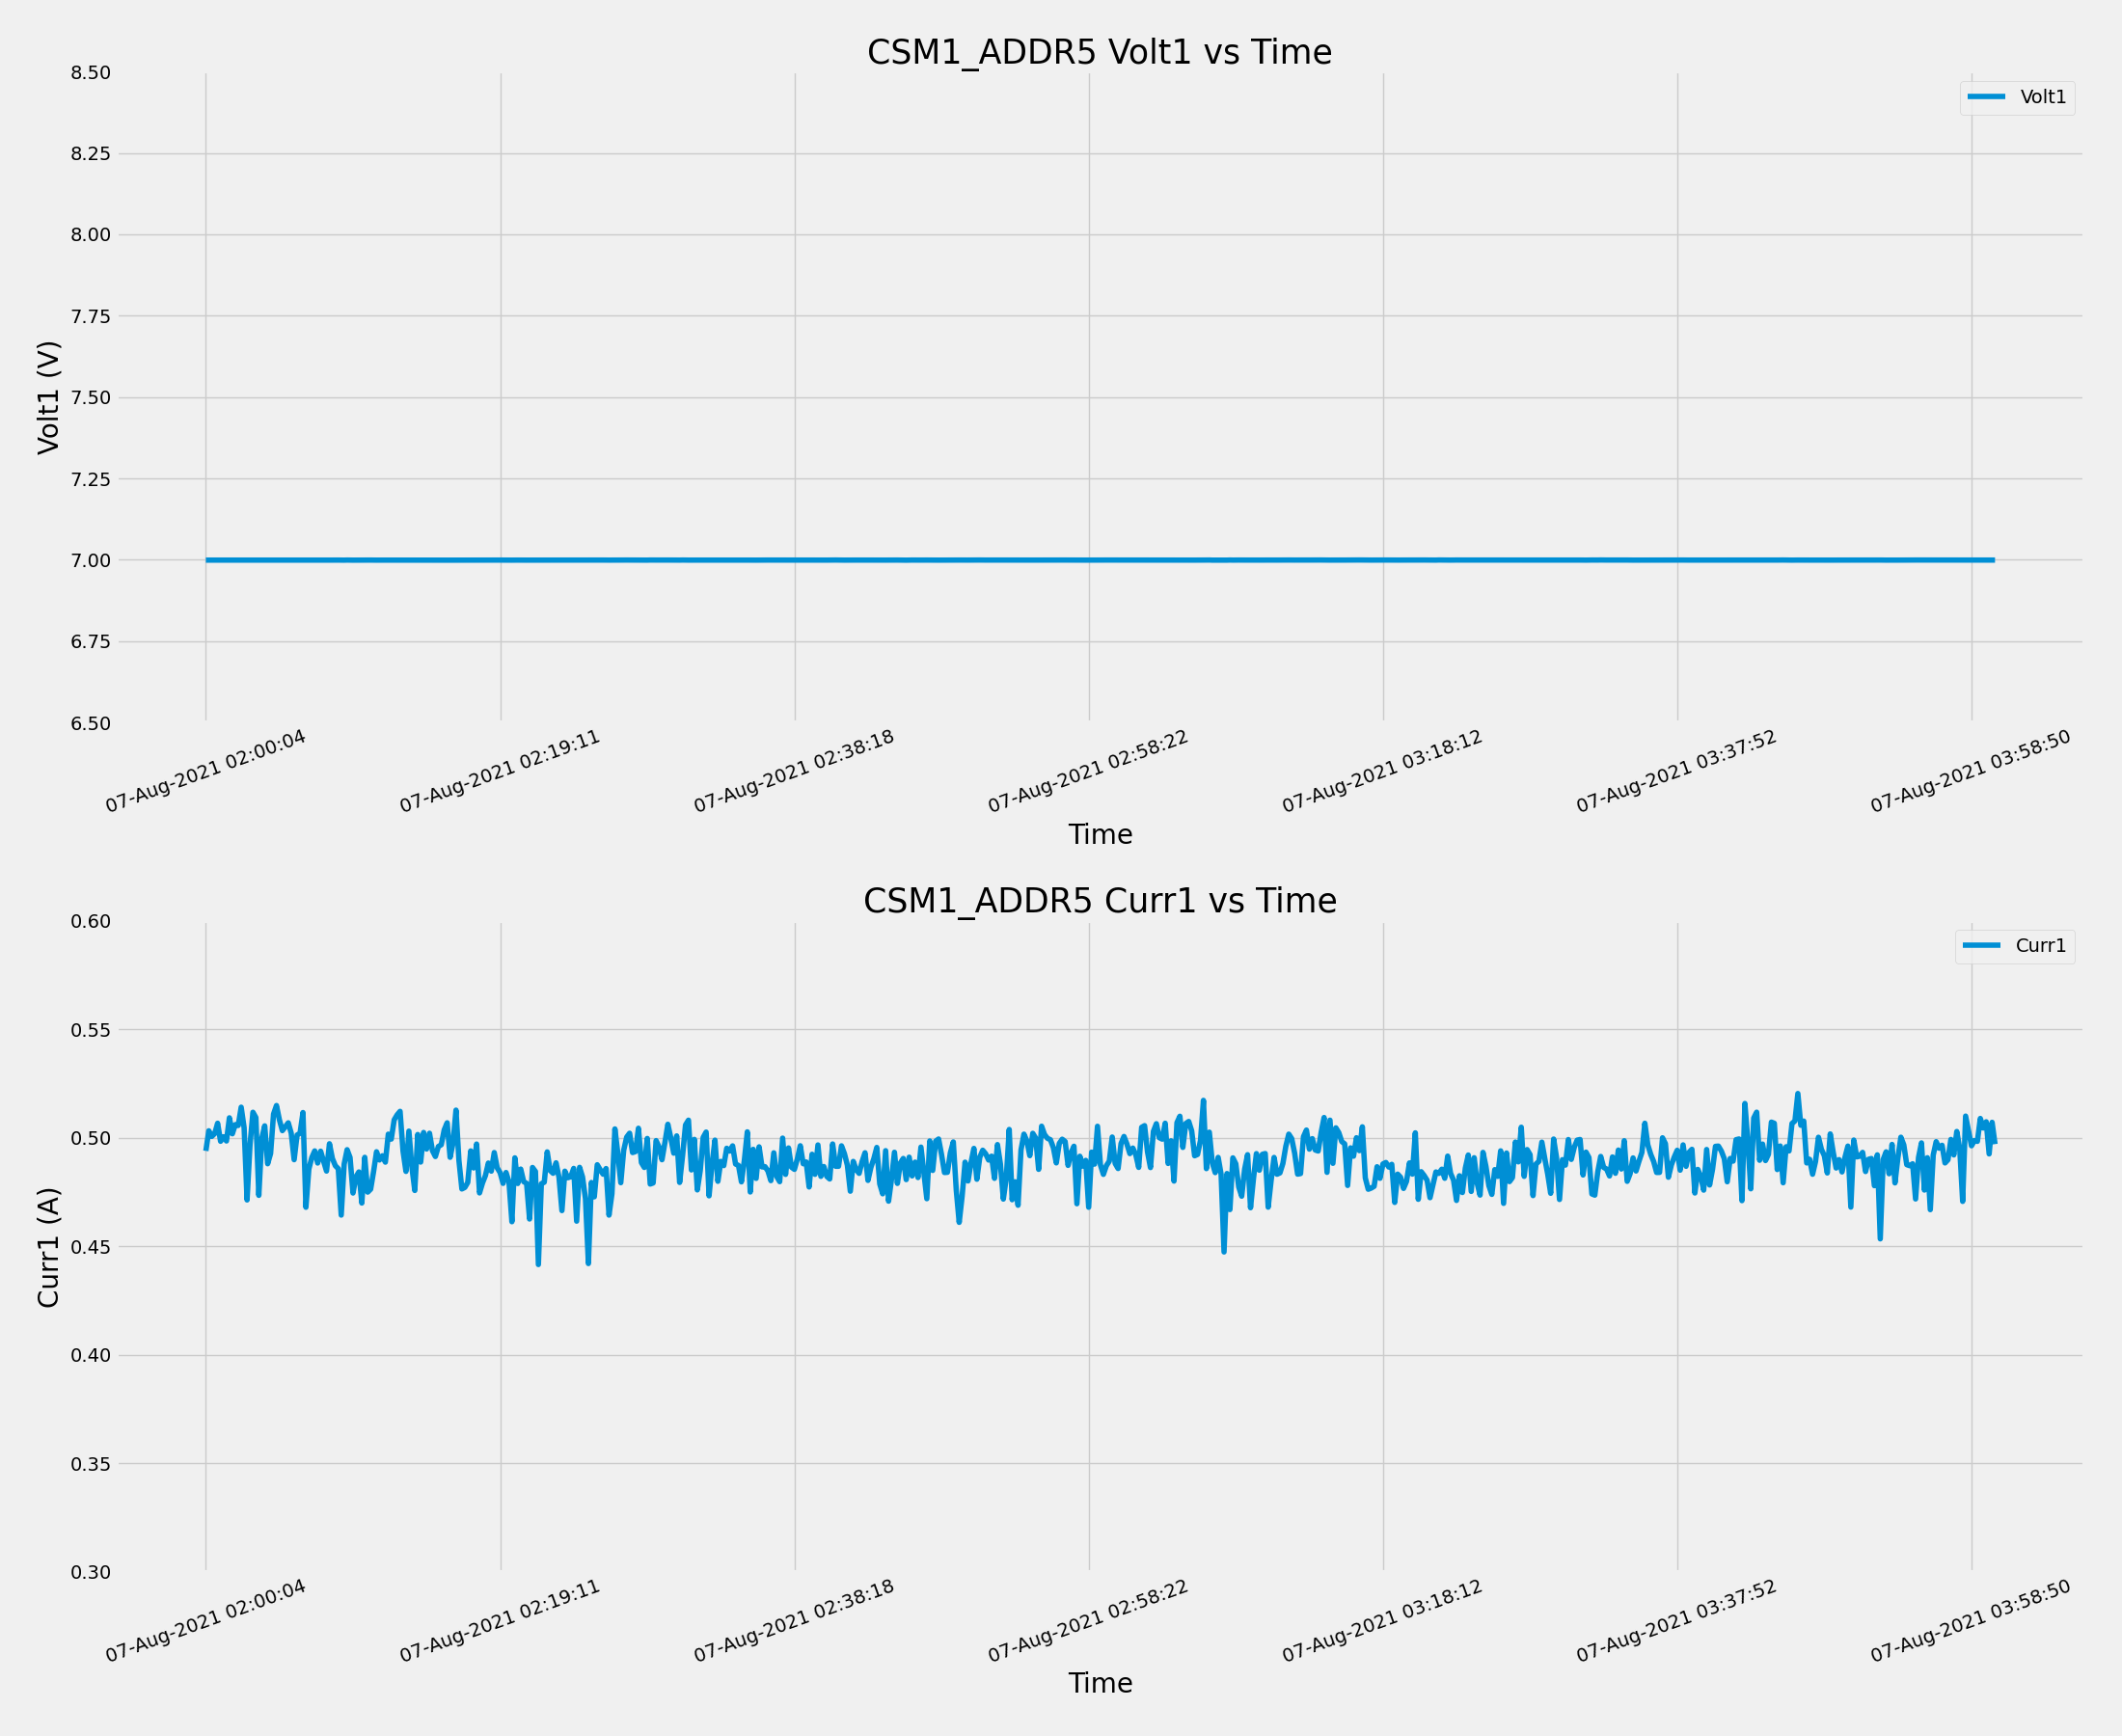 CSM1_ADDR5 Volt1 vs Time
8.50
8.25
8.00
7.75
7.50
7.25
7.00
6.75
6.50
Volt1 (V)
Volt1
07-Aug-2021 02:00:04
07-Aug-2021 02:19:11
07-Aug-2021 02:38:18
07-Aug-2021 02:58:22
07-Aug-2021 03:18:12
07-Aug-2021 03:37:52
07-Aug-2021 03:58:50
Time
CSM1_ADDR5 Curr1 vs Time
0.60
0.55
0.50
0.45
0.40
0.35
0.30
Curr1 (A)
Curr1
07-Aug-2021 02:00:04
07-Aug-2021 02:19:11
07-Aug-2021 02:38:18
07-Aug-2021 02:58:22
07-Aug-2021 03:18:12
07-Aug-2021 03:37:52
07-Aug-2021 03:58:50
Time